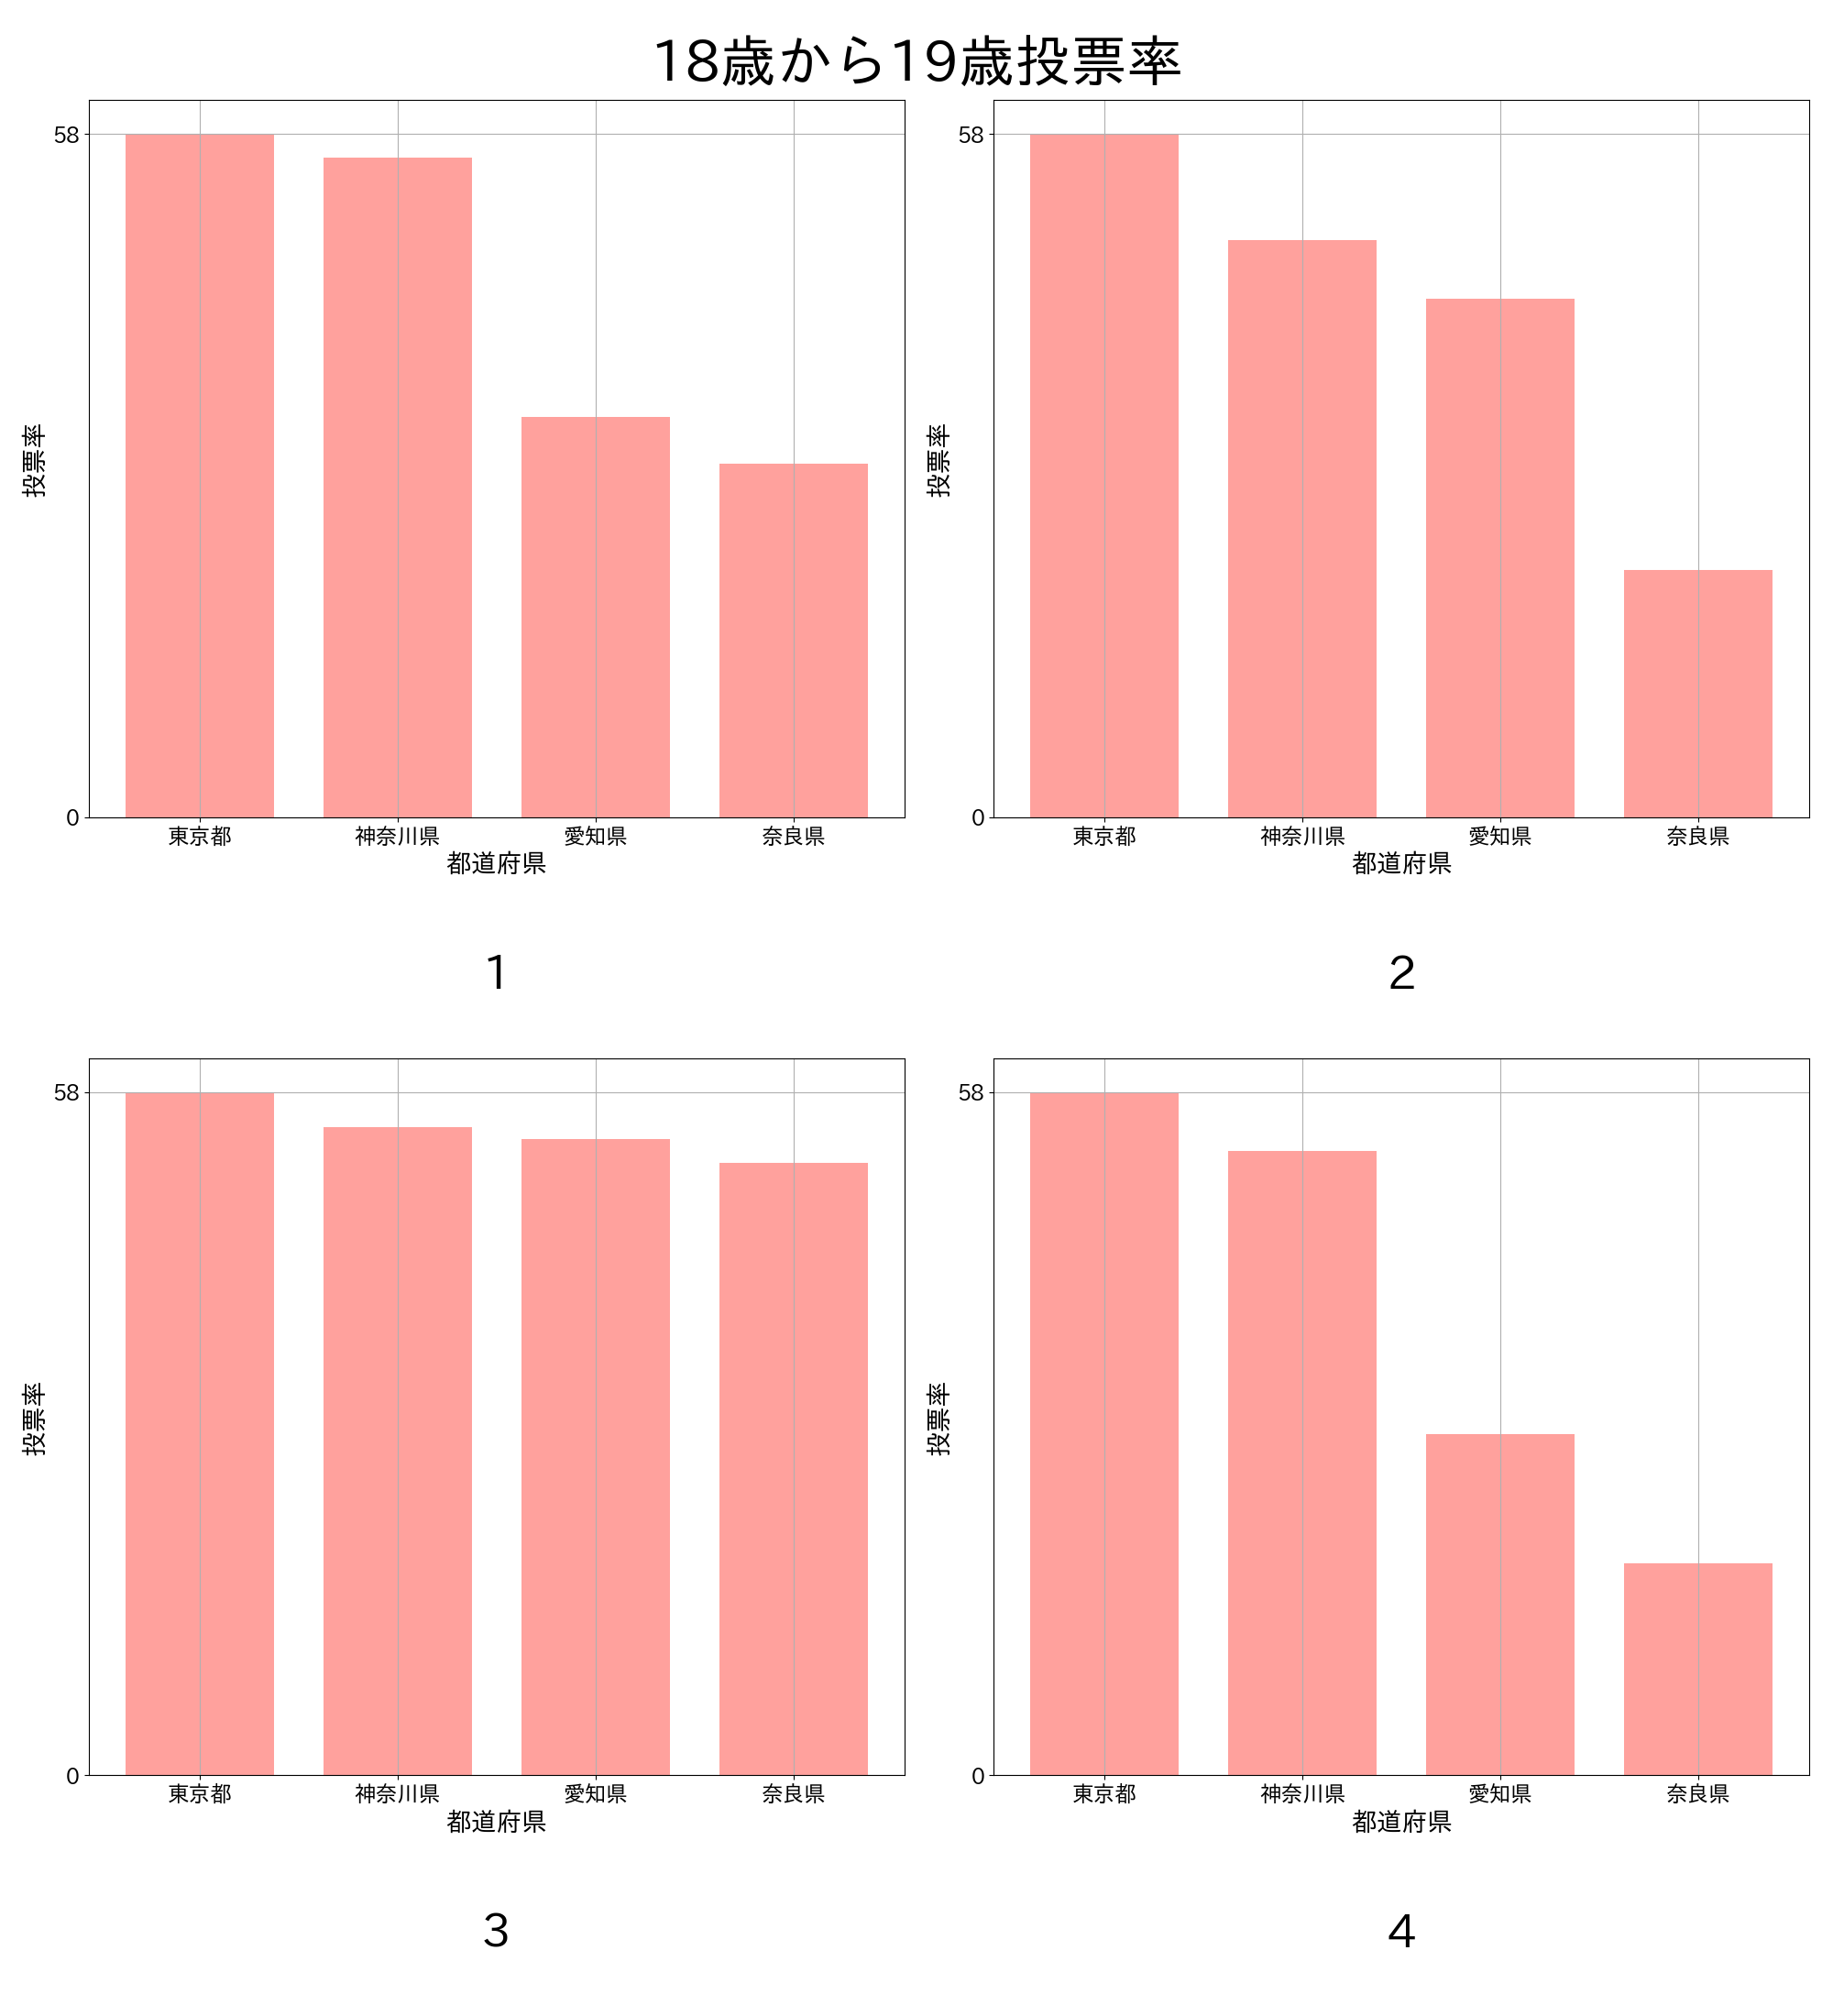 18歳から19歳投票率
58
0
投票率
東京都 神奈川県 愛知県 奈良県
都道府県
1
58
0
投票率
東京都 神奈川県 愛知県 奈良県
都道府県
2
58
0
投票率
東京都 神奈川県 愛知県 奈良県
都道府県
3
58
0
投票率
東京都 神奈川県 愛知県 奈良県
都道府県
4